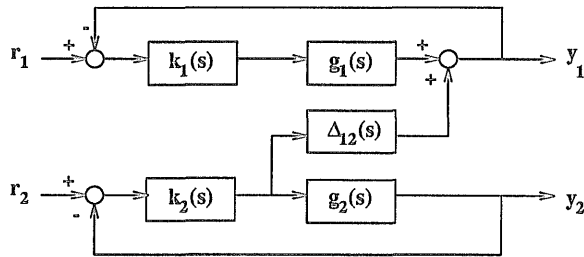 -
r1 + k1(s) g1(s) + y1
+
Δ12(s)
r2 + k2(s) g2(s) y2
-